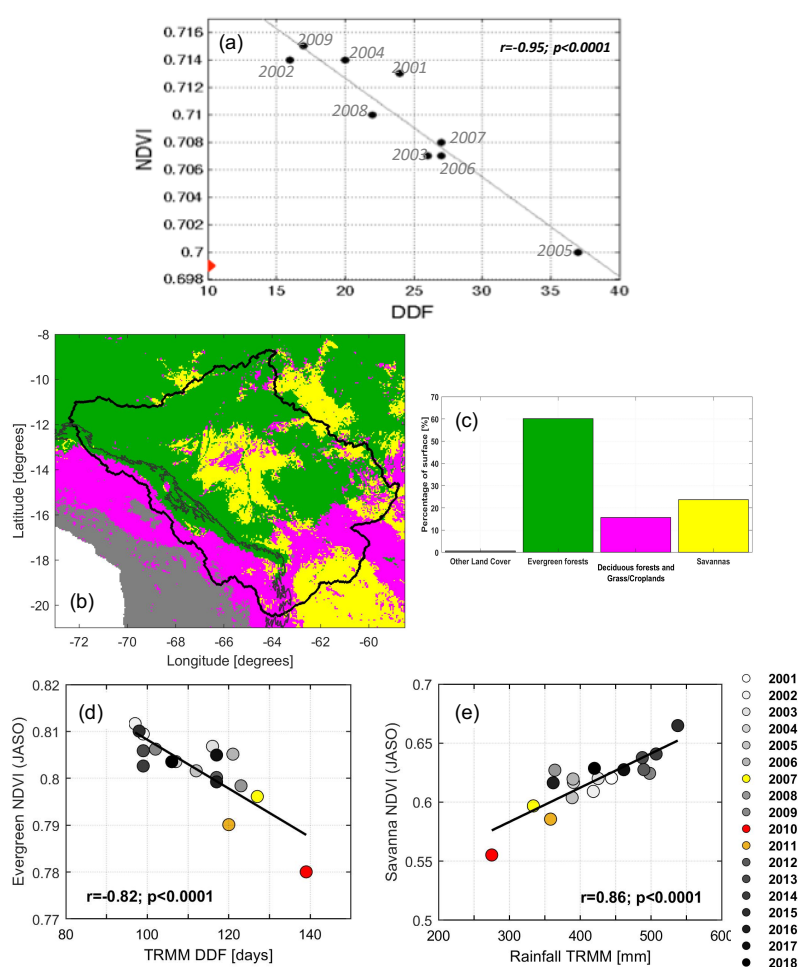 (a)
r=-0.95; p<0.0001
0.716
0.714
0.712
0.71
0.708
0.706
0.704
0.702
0.7
0.698
NDVI
2009
2004
2002
2001
2008
2007
2003
2006
2005
10 15 20 25 30 35 40
DDF
-8
-9
-11
-12
-14
-16
-18
-20
Latitude [degrees]
(b)
-72 -70 -68 -66 -64 -62 -60
Longitude [degrees]
(c)
70
60
50
40
30
20
10
0
Percentage of surface [%]
Other Land Cover Evergreen forests Deciduous forests and Savannas
Grass/Croplands
(d)
0.82
0.81
0.8
0.79
0.78
0.77
Evergreen NDVI (JASO)
r=-0.82; p<0.0001
80 100 120 140
TRMM DDF [days]
(e)
0.7
0.65
0.6
0.55
0.5
Savanna NDVI (JASO)
r=0.86; p<0.0001
200 300 400 500 600
Rainfall TRMM [mm]
2001
2002
2003
2004
2005
2006
2007
2008
2009
2010
2011
2012
2013
2014
2015
2016
2017
2018